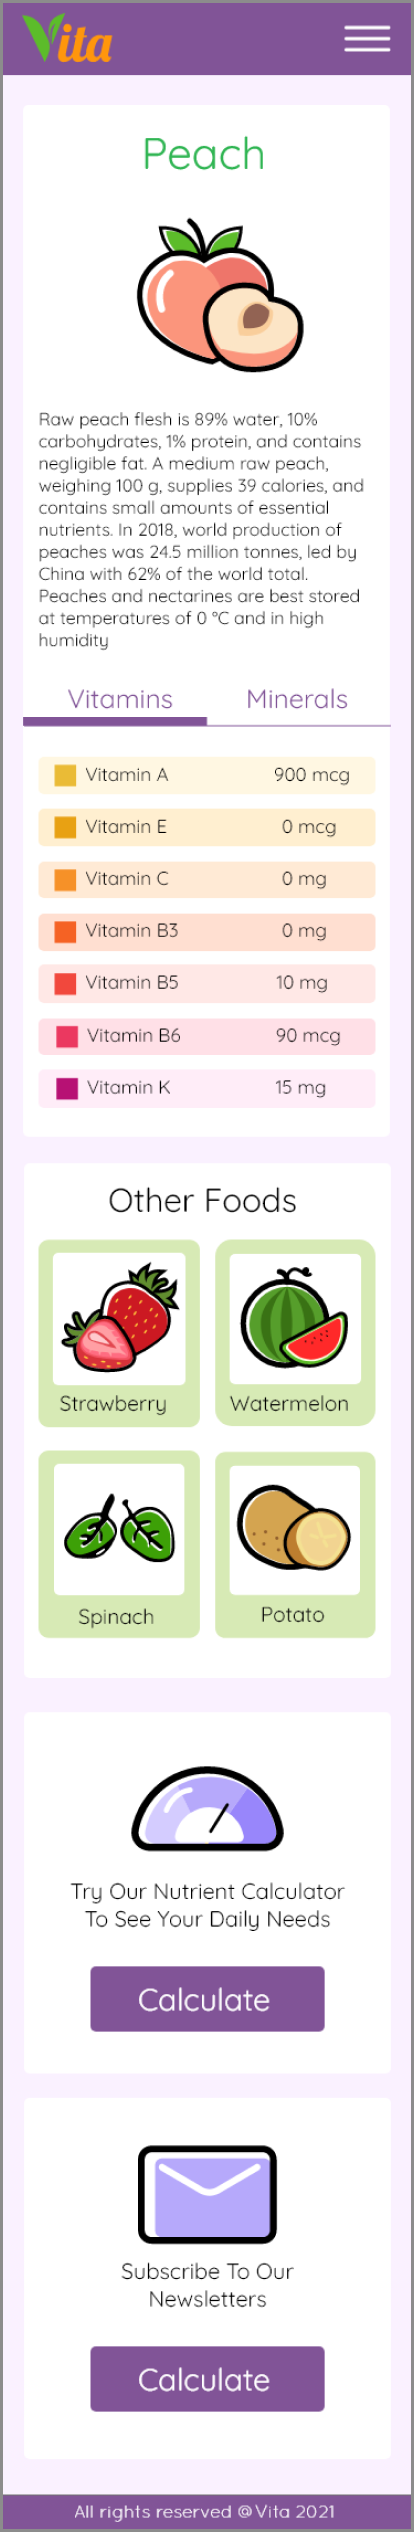 Vita
Peach
Raw peach flesh is 89% water, 10%
carbohydrates, 1% protein, and contains
negligible fat. A medium raw peach,
weighing 100 g, supplies 39 calories, and
contains small amounts of essential
nutrients. In 2018, world production of
peaches was 24.5 million tonnes, led by
China with 62% of the world total.
Peaches and nectarines are best stored
at temperatures of 0 °C and in high
humidity
Vitamins Minerals
Vitamin A 900 mcg
Vitamin E 0 mcg
Vitamin C 0 mg
Vitamin B3 0 mg
Vitamin B5 10 mg
Vitamin B6 90 mcg
Vitamin K 15 mg
Other Foods
Strawberry Watermelon
Spinach Potato
Try Our Nutrient Calculator
To See Your Daily Needs
Calculate
Subscribe To Our
Newsletters
Calculate
All rights reserved @Vita 2021